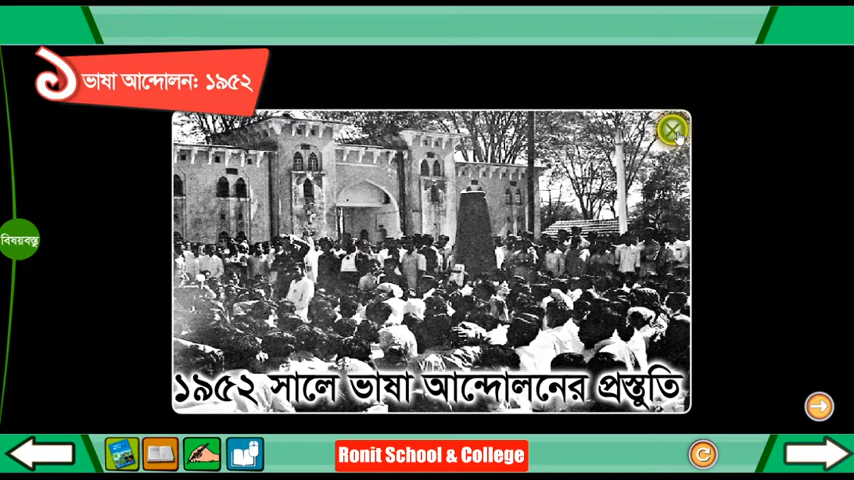 ১
ভাষা আন্দোলন: ১৯৫২
বিষয়বস্তু
১৯৫২ সালে ভাষা আন্দোলনের প্রস্তুতি
Ronit School & College